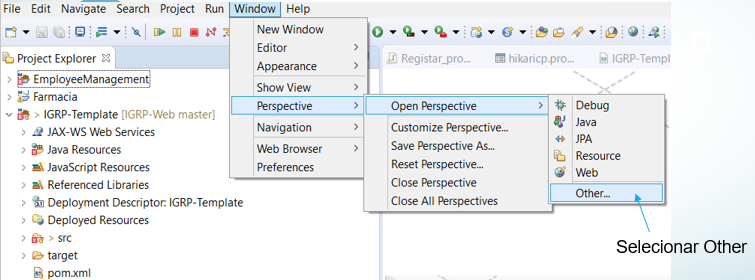 File Edit Navigate Search Project Run Window Help
New Window
Editor
Appearance
Show View
Perspective
Navigation
Web Browser
Preferences
Open Perspective
Customize Perspective...
Save Perspective As...
Reset Perspective...
Close Perspective
Close All Perspectives
Debug
Java
JPA
Resource
Web
Other...
Registar_pro...
hikaricp.pro...
IGRP-Templa
Project Explorer
EmployeeManagement
Farmacia
> IGRP-Template [IGRP-Web master]
JAX-WS Web Services
Java Resources
JavaScript Resources
Referenced Libraries
Deployment Descriptor: IGRP-Template
Deployed Resources
> src
target
pom.xml
Selecionar Other